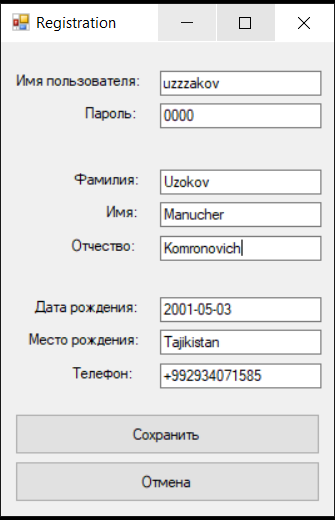 Registration
Имя пользователя: uzzzakov
Пароль: 0000
Фамилия: Uzokov
Имя: Manucher
Отчество: Komronovich
Дата рождения: 2001-05-03
Место рождения: Tajikistan
Телефон: +992934071585
Сохранить
Отмена